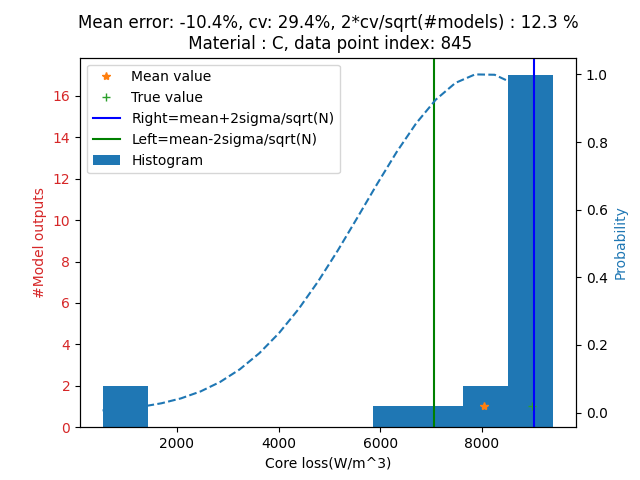 Mean error: -10.4%, cv: 29.4%, 2*cv/sqrt(#models) : 12.3 %
Material : C, data point index: 845
Mean value
True value
Right=mean+2sigma/sqrt(N)
Left=mean-2sigma/sqrt(N)
Histogram
#Model outputs
16
14
12
10
8
6
4
2
0
1.0
0.8
0.6
0.4
0.2
0.0
Probability
2000
4000
6000
8000
Core loss(W/m^3)